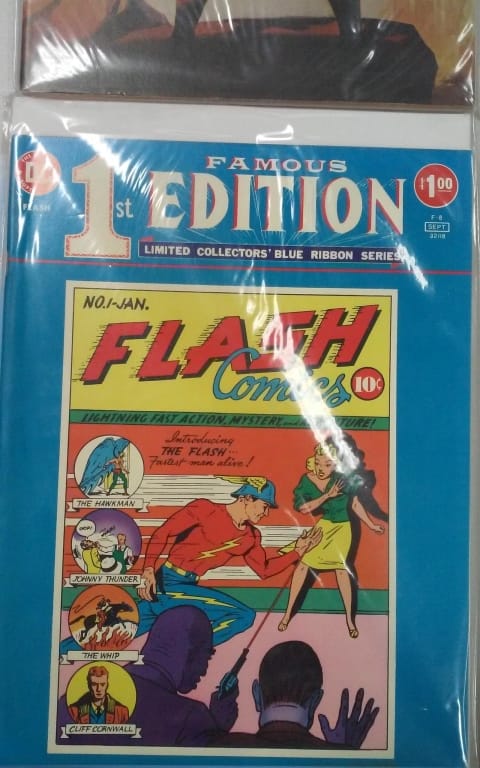 FLASH
1st
FAMOUS
EDITION
$1.00
F-8
SEPT
LIMITED COLLECTORS' BLUE RIBBON SERIES
NO.1-JAN.
FLASH
Comics
10¢
LIGHTNING FAST ACTION, MYSTERY, and
Introducing
THE FLASH...
Fastest man alive!
THE HAWKMAN
JOHNNY THUNDER
THE WHIP
CLIFF CORNWALL